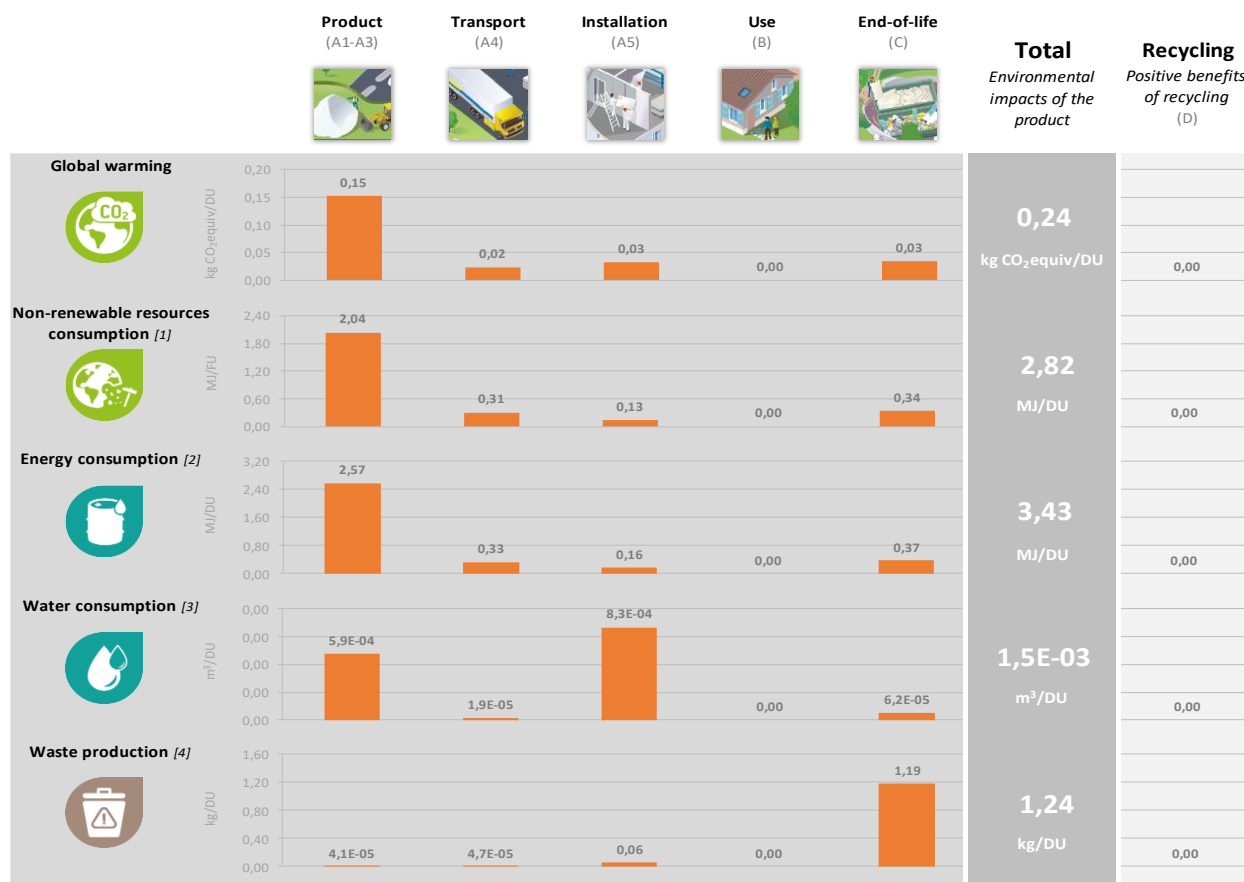 Product
(A1-A3)
Transport
(A4)
Installation
(A5)
Use
(B)
End-of-life
(C)
Total
Environmental
impacts of the
product
Recycling
Positive benefits
of recycling
(D)
Global warming
CO₂
kg CO₂equiv/DU
0,20
0,15
0,10
0,05
0,00
0,15
0,02
0,03
0,00
0,03
0,24
kg CO₂equiv/DU
0,00
Non-renewable resources
consumption [1]
MJ/FU
2,40
1,80
1,20
0,60
0,00
2,04
0,31
0,13
0,00
0,34
2,82
MJ/DU
0,00
Energy consumption [2]
MJ/DU
3,20
2,40
1,60
0,80
0,00
2,57
0,33
0,16
0,00
0,37
3,43
MJ/DU
0,00
Water consumption [3]
m³/DU
0,00
0,00
0,00
0,00
0,00
5,9E-04
1,9E-05
8,3E-04
0,00
6,2E-05
1,5E-03
m³/DU
0,00
Waste production [4]
kg/DU
1,60
1,20
0,80
0,40
0,00
4,1E-05
4,7E-05
0,06
0,00
1,19
1,24
kg/DU
0,00